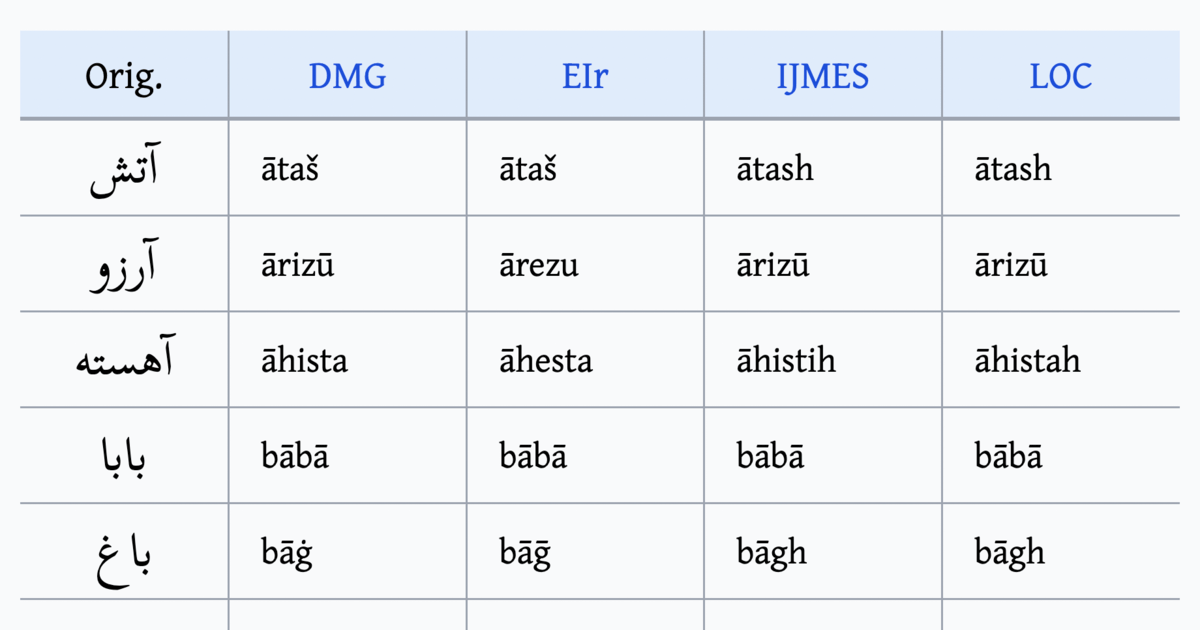 Orig. DMG EIr IJMES LOC
آتش ātaš ātaš ātash ātash
آرزو ārizū ārezu ārizū ārizū
آهسته āhista āhesta āhistih āhistah
بابا bābā bābā bābā bābā
باغ bāġ bāḡ bāgh bāgh